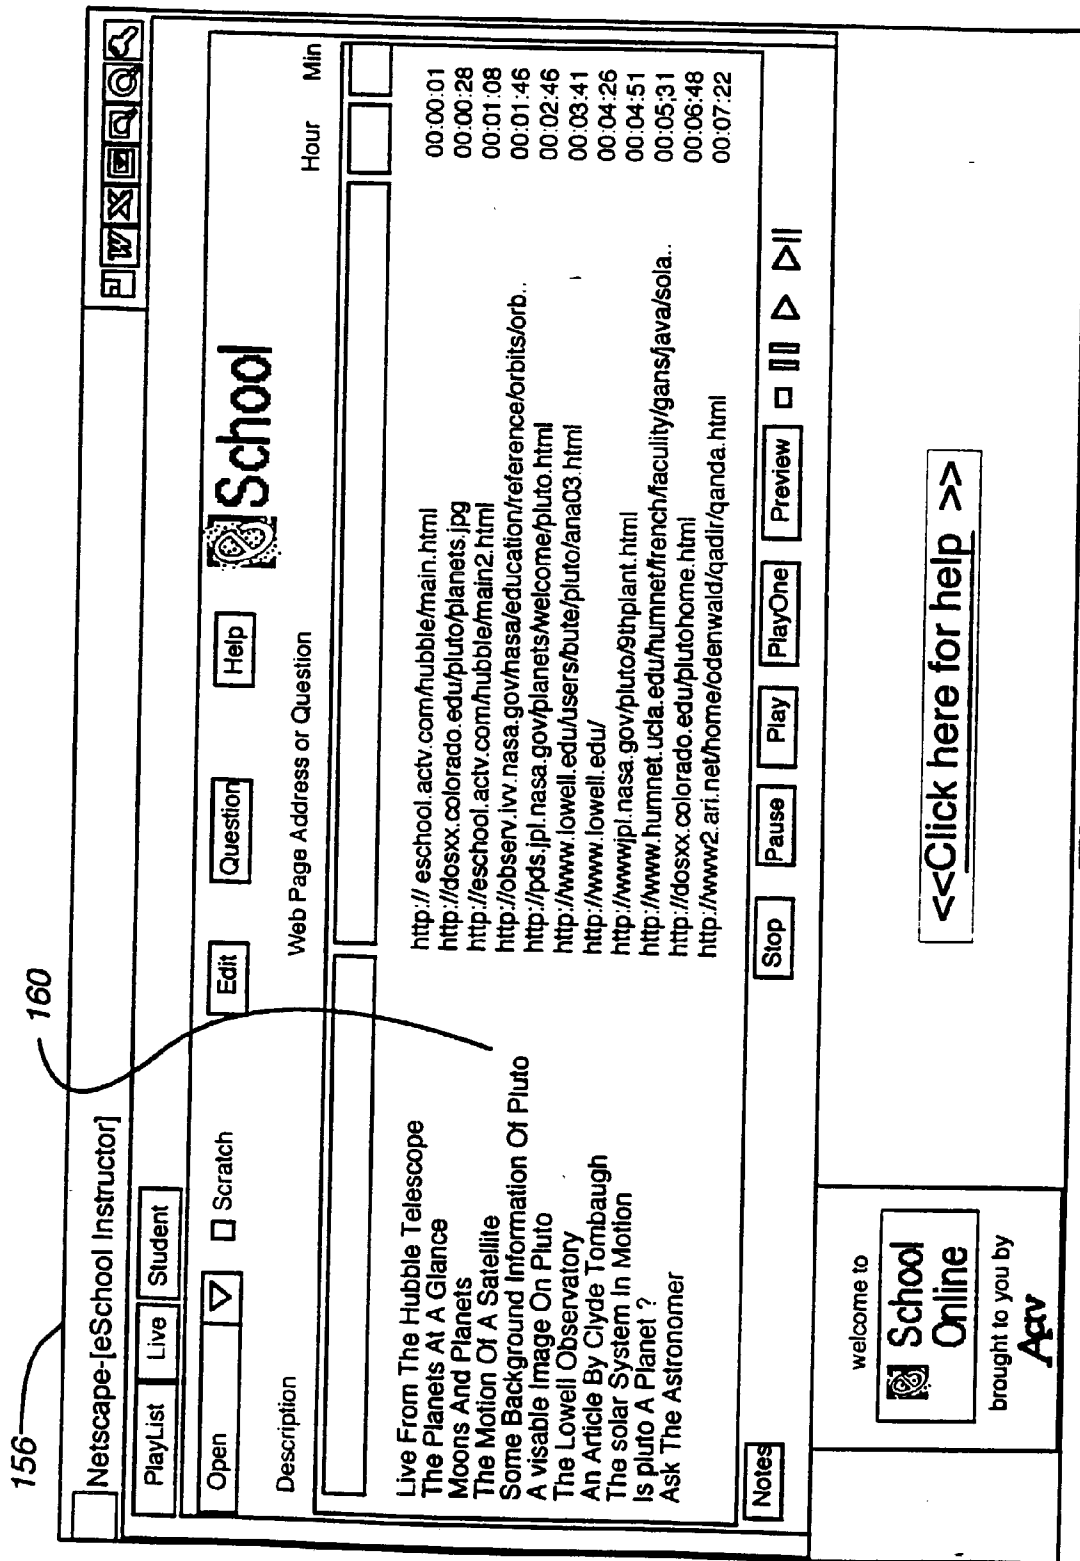 156
160
Netscape-[eSchool Instructor]
PlayList Live Student
Open Scratch Edit Question Help School
Description Web Page Address or Question Hour Min
Live From The Hubble Telescope http:// eschool.actv.com/hubble/main.html 00:00:01
The Planets At A Glance http://dosxx.colorado.edu/pluto/planets.jpg 00:00:28
Moons And Planets http://eschool.actv.com/hubble/main2.html 00:01:08
The Motion Of A Satellite http://observ.ivv.nasa.gov/nasa/education/reference/orbits/orb.. 00:01:46
Some Background Information Of Pluto http://pds.jpl.nasa.gov/planets/welcome/pluto.html 00:02:46
A visable Image On Pluto http://www.lowell.edu/users/bute/pluto/ana03.html 00:03:41
The Lowell Observatory http://www.lowell.edu/ 00:04:26
An Article By Clyde Tombaugh http://wwwjpl.nasa.gov/pluto/9thplant.html 00:04:51
The solar System In Motion http://www.humnet.ucla.edu/humnet/french/faculity/gans/java/sola.. 00:05;31
Is pluto A Planet ? http://dosxx.colorado.edu/plutohome.html 00:06:48
Ask The Astronomer http://www2.ari.net/home/odenwald/qadir/qanda.html 00:07:22
Notes Stop Pause Play PlayOne Preview
welcome to
School
Online
brought to you by
Actv
<<Click here for help >>